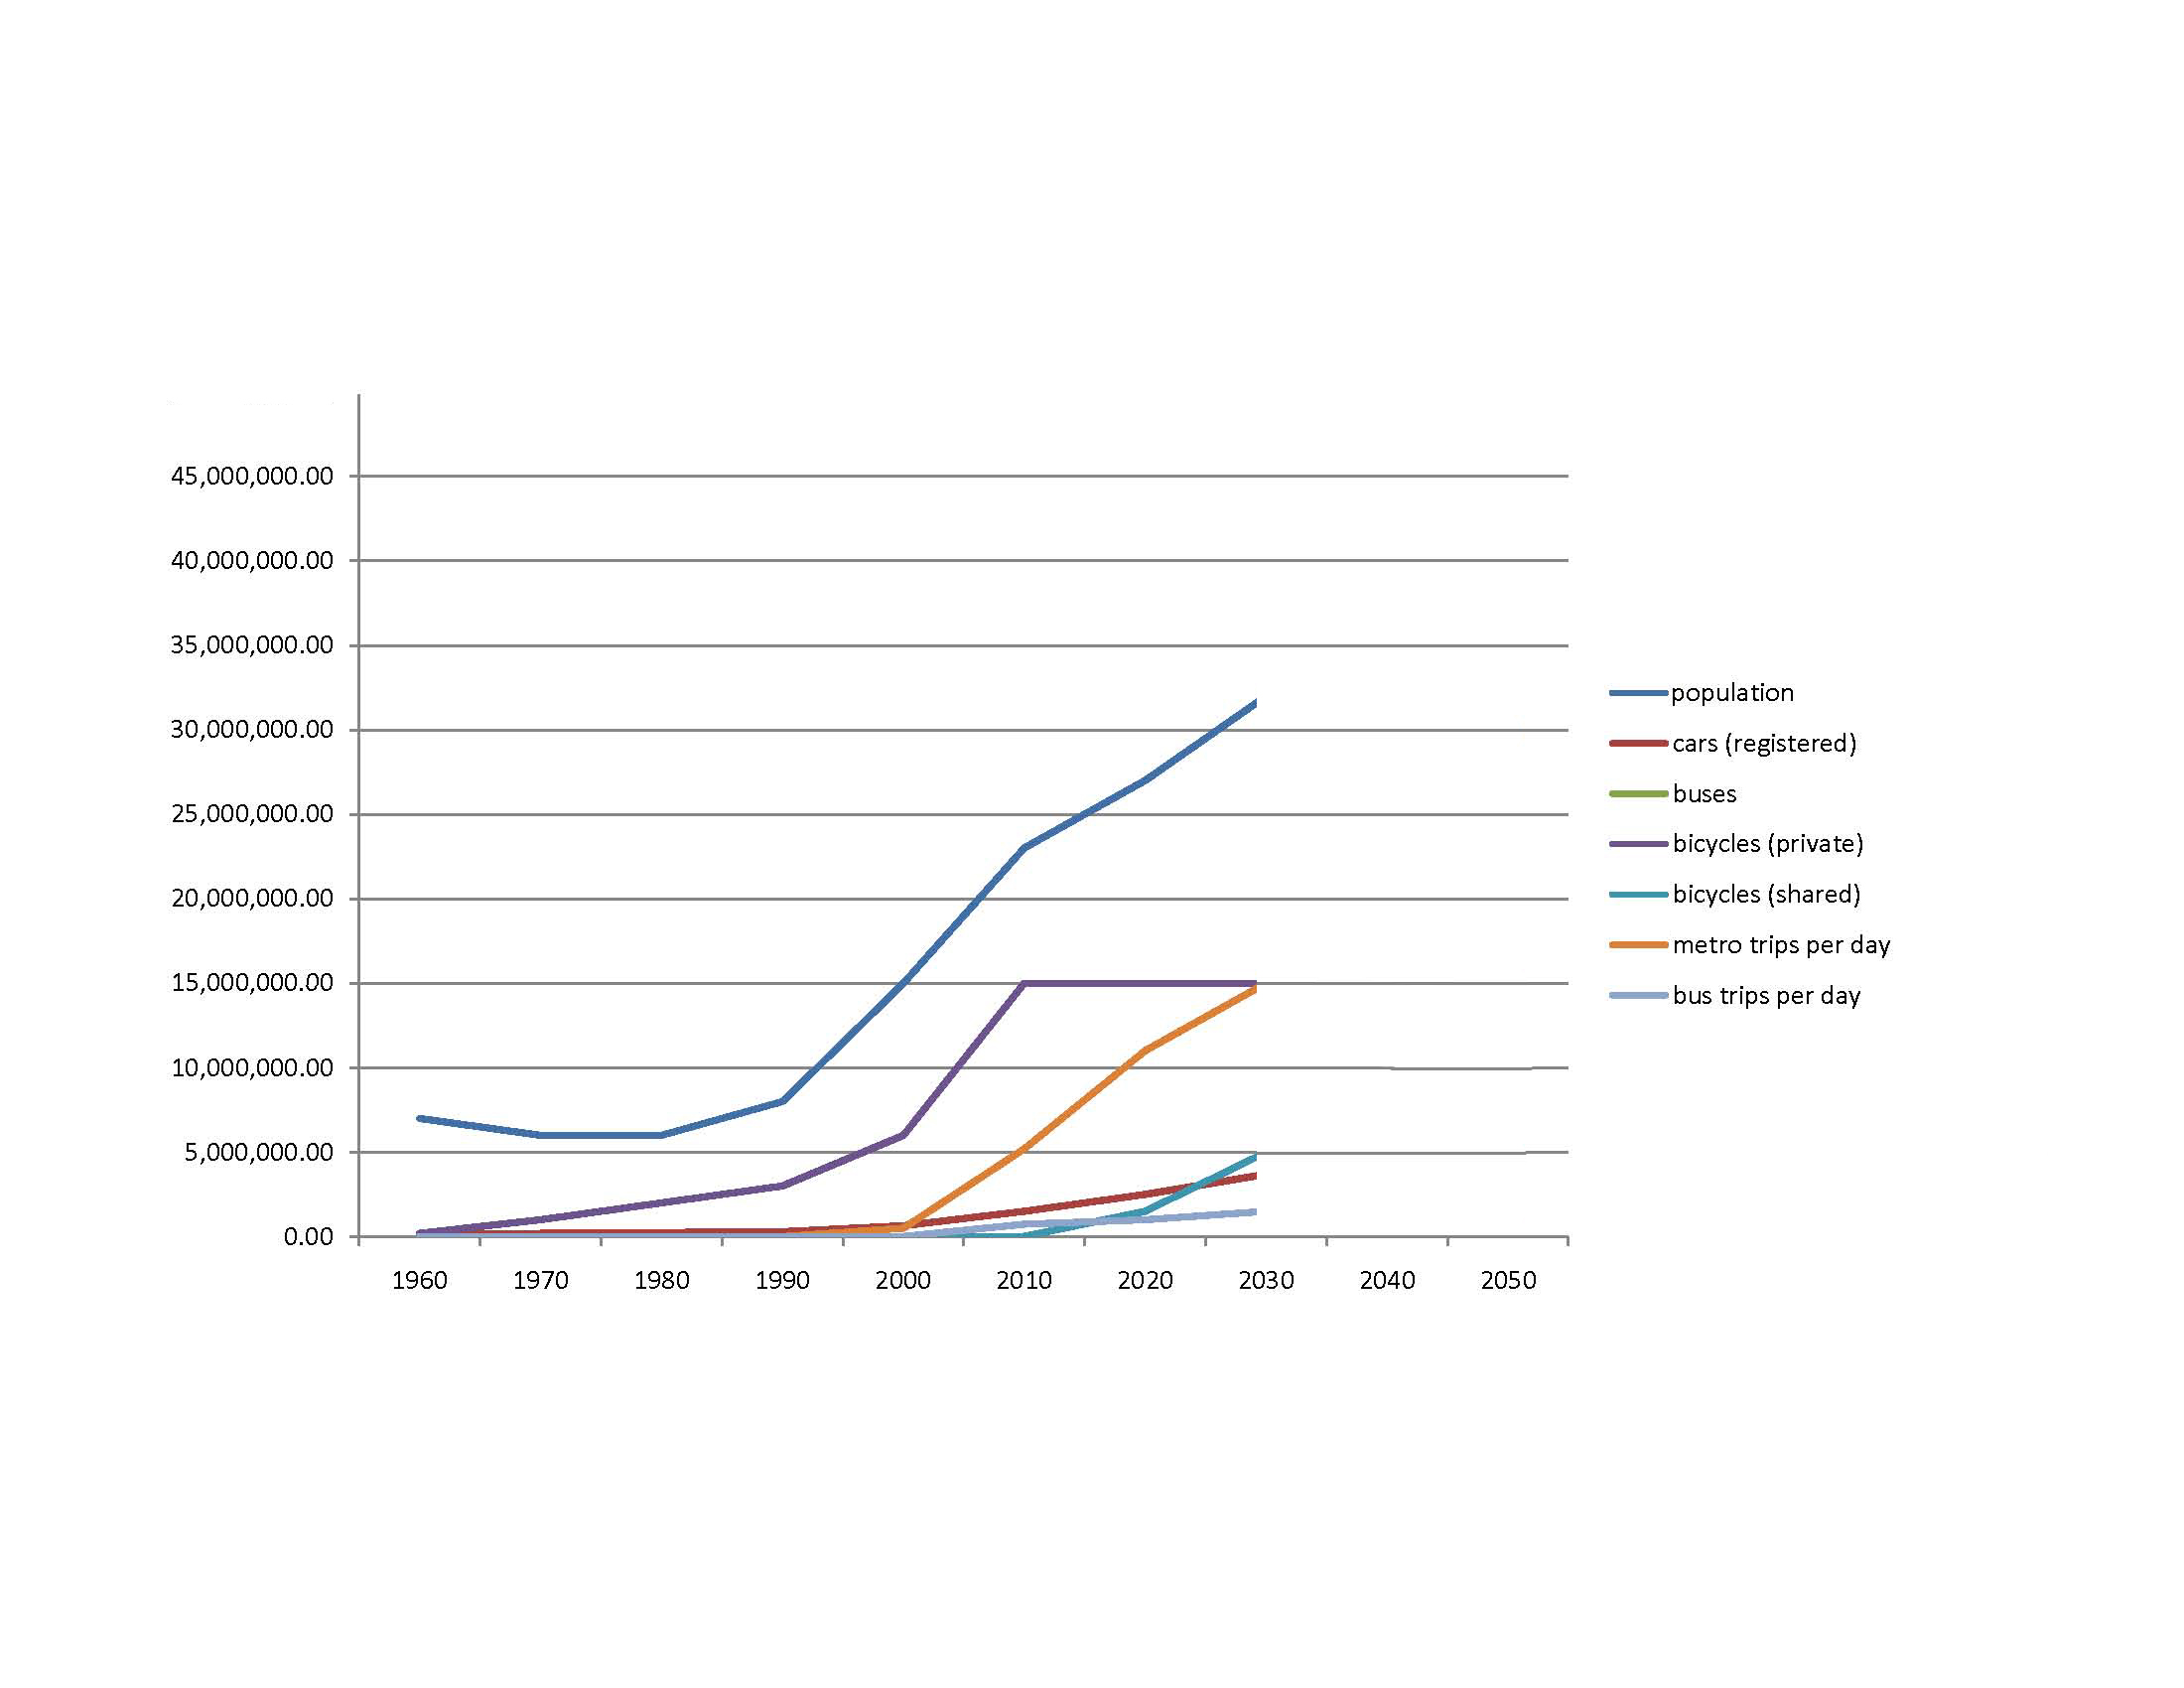 45,000,000.00
40,000,000.00
35,000,000.00
30,000,000.00
25,000,000.00
20,000,000.00
15,000,000.00
10,000,000.00
5,000,000.00
0.00
1960 1970 1980 1990 2000 2010 2020 2030 2040 2050
population
cars (registered)
buses
bicycles (private)
bicycles (shared)
metro trips per day
bus trips per day